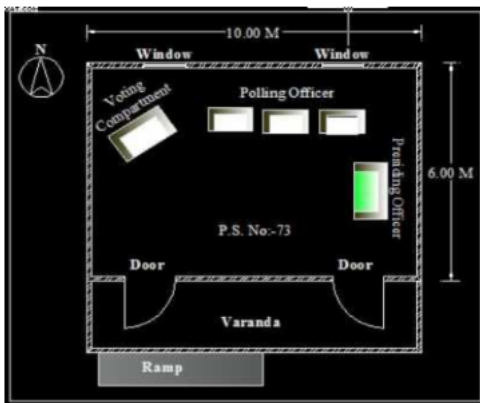 10.00 M
N
Window
Window
Voting
Compartment
Polling Officer
Presiding Officer
6.00 M
P.S. No:-73
Door
Door
Varanda
Ramp